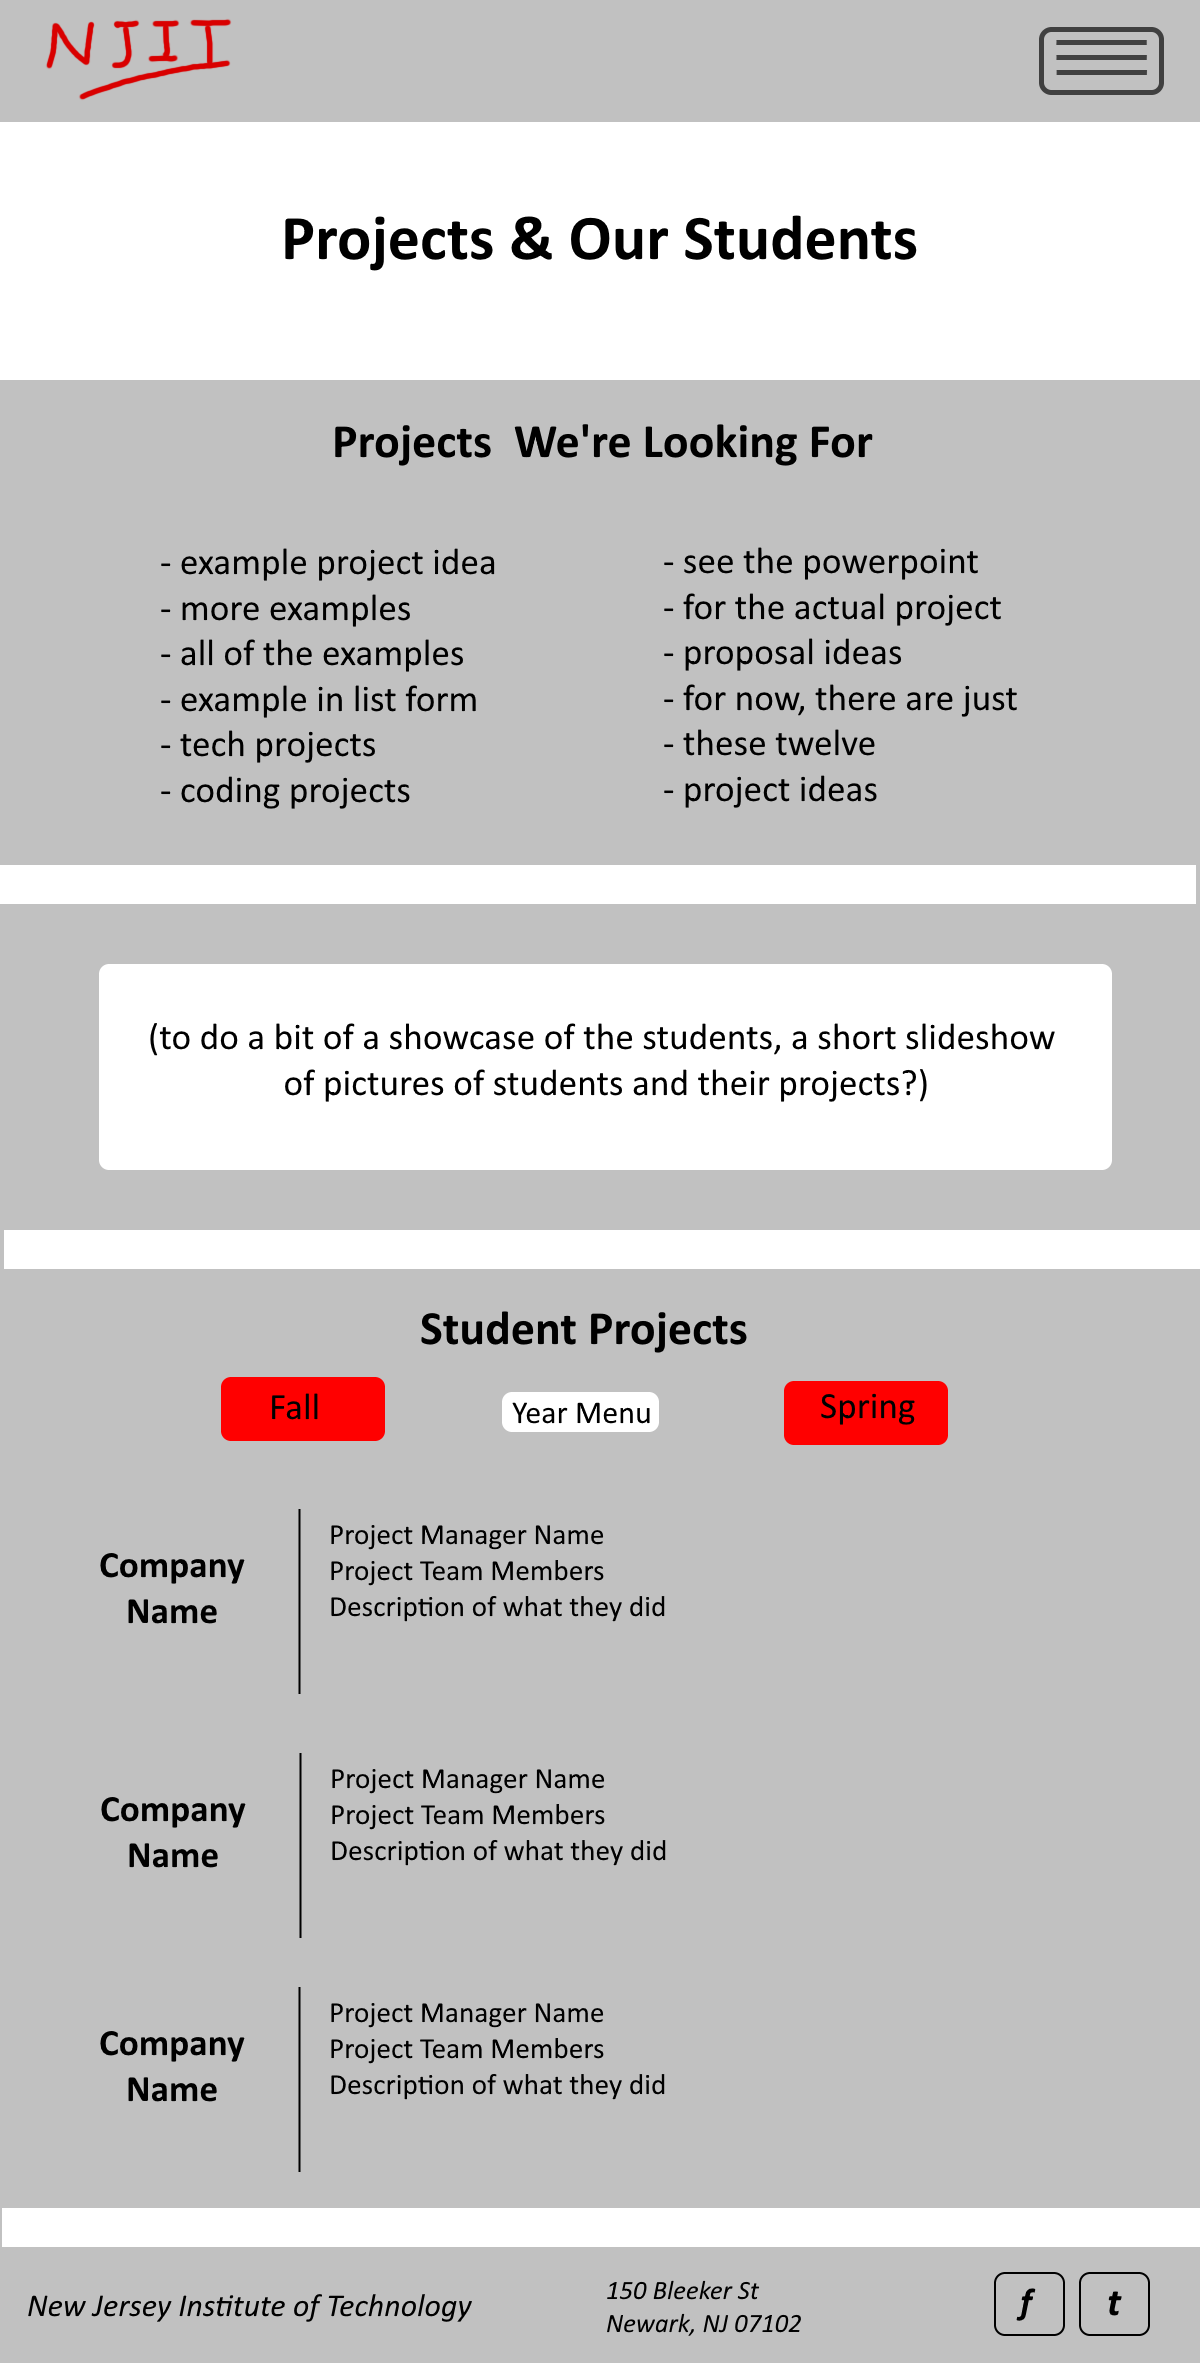 NJIT
Projects & Our Students
Projects  We're Looking For
- example project idea
- more examples
- all of the examples
- example in list form
- tech projects
- coding projects
- see the powerpoint
- for the actual project
- proposal ideas
- for now, there are just
- these twelve
- project ideas
(to do a bit of a showcase of the students, a short slideshow
of pictures of students and their projects?)
Student Projects
Fall
Year Menu
Spring
Company
Name
Project Manager Name
Project Team Members
Description of what they did
Company
Name
Project Manager Name
Project Team Members
Description of what they did
Company
Name
Project Manager Name
Project Team Members
Description of what they did
New Jersey Institute of Technology
150 Bleeker St
Newark, NJ 07102
f
t